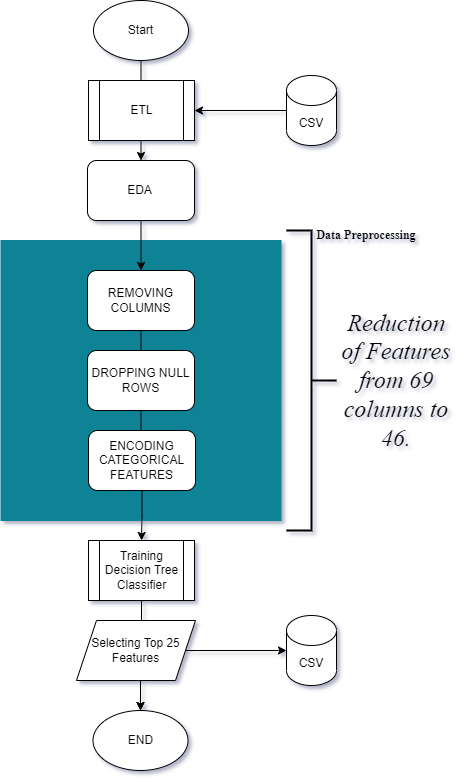 Start
ETL
CSV
EDA
Data Preprocessing
REMOVING
COLUMNS
DROPPING NULL
ROWS
ENCODING
CATEGORICAL
FEATURES
Reduction
of Features
from 69
columns to
46.
Training
Decision Tree
Classifier
Selecting Top 25
Features
CSV
END